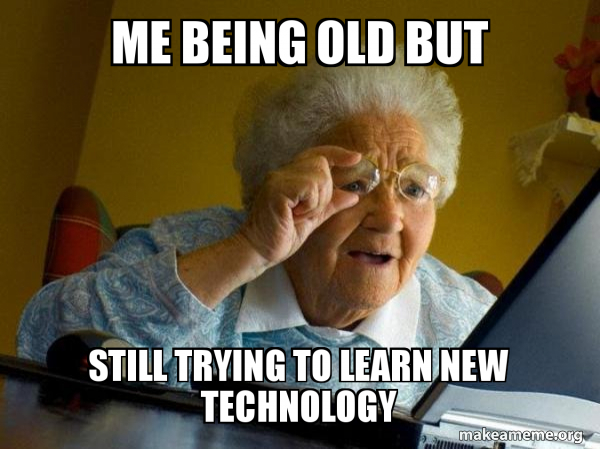 ME BEING OLD BUT
STILL TRYING TO LEARN NEW
TECHNOLOGY
makeameme.org